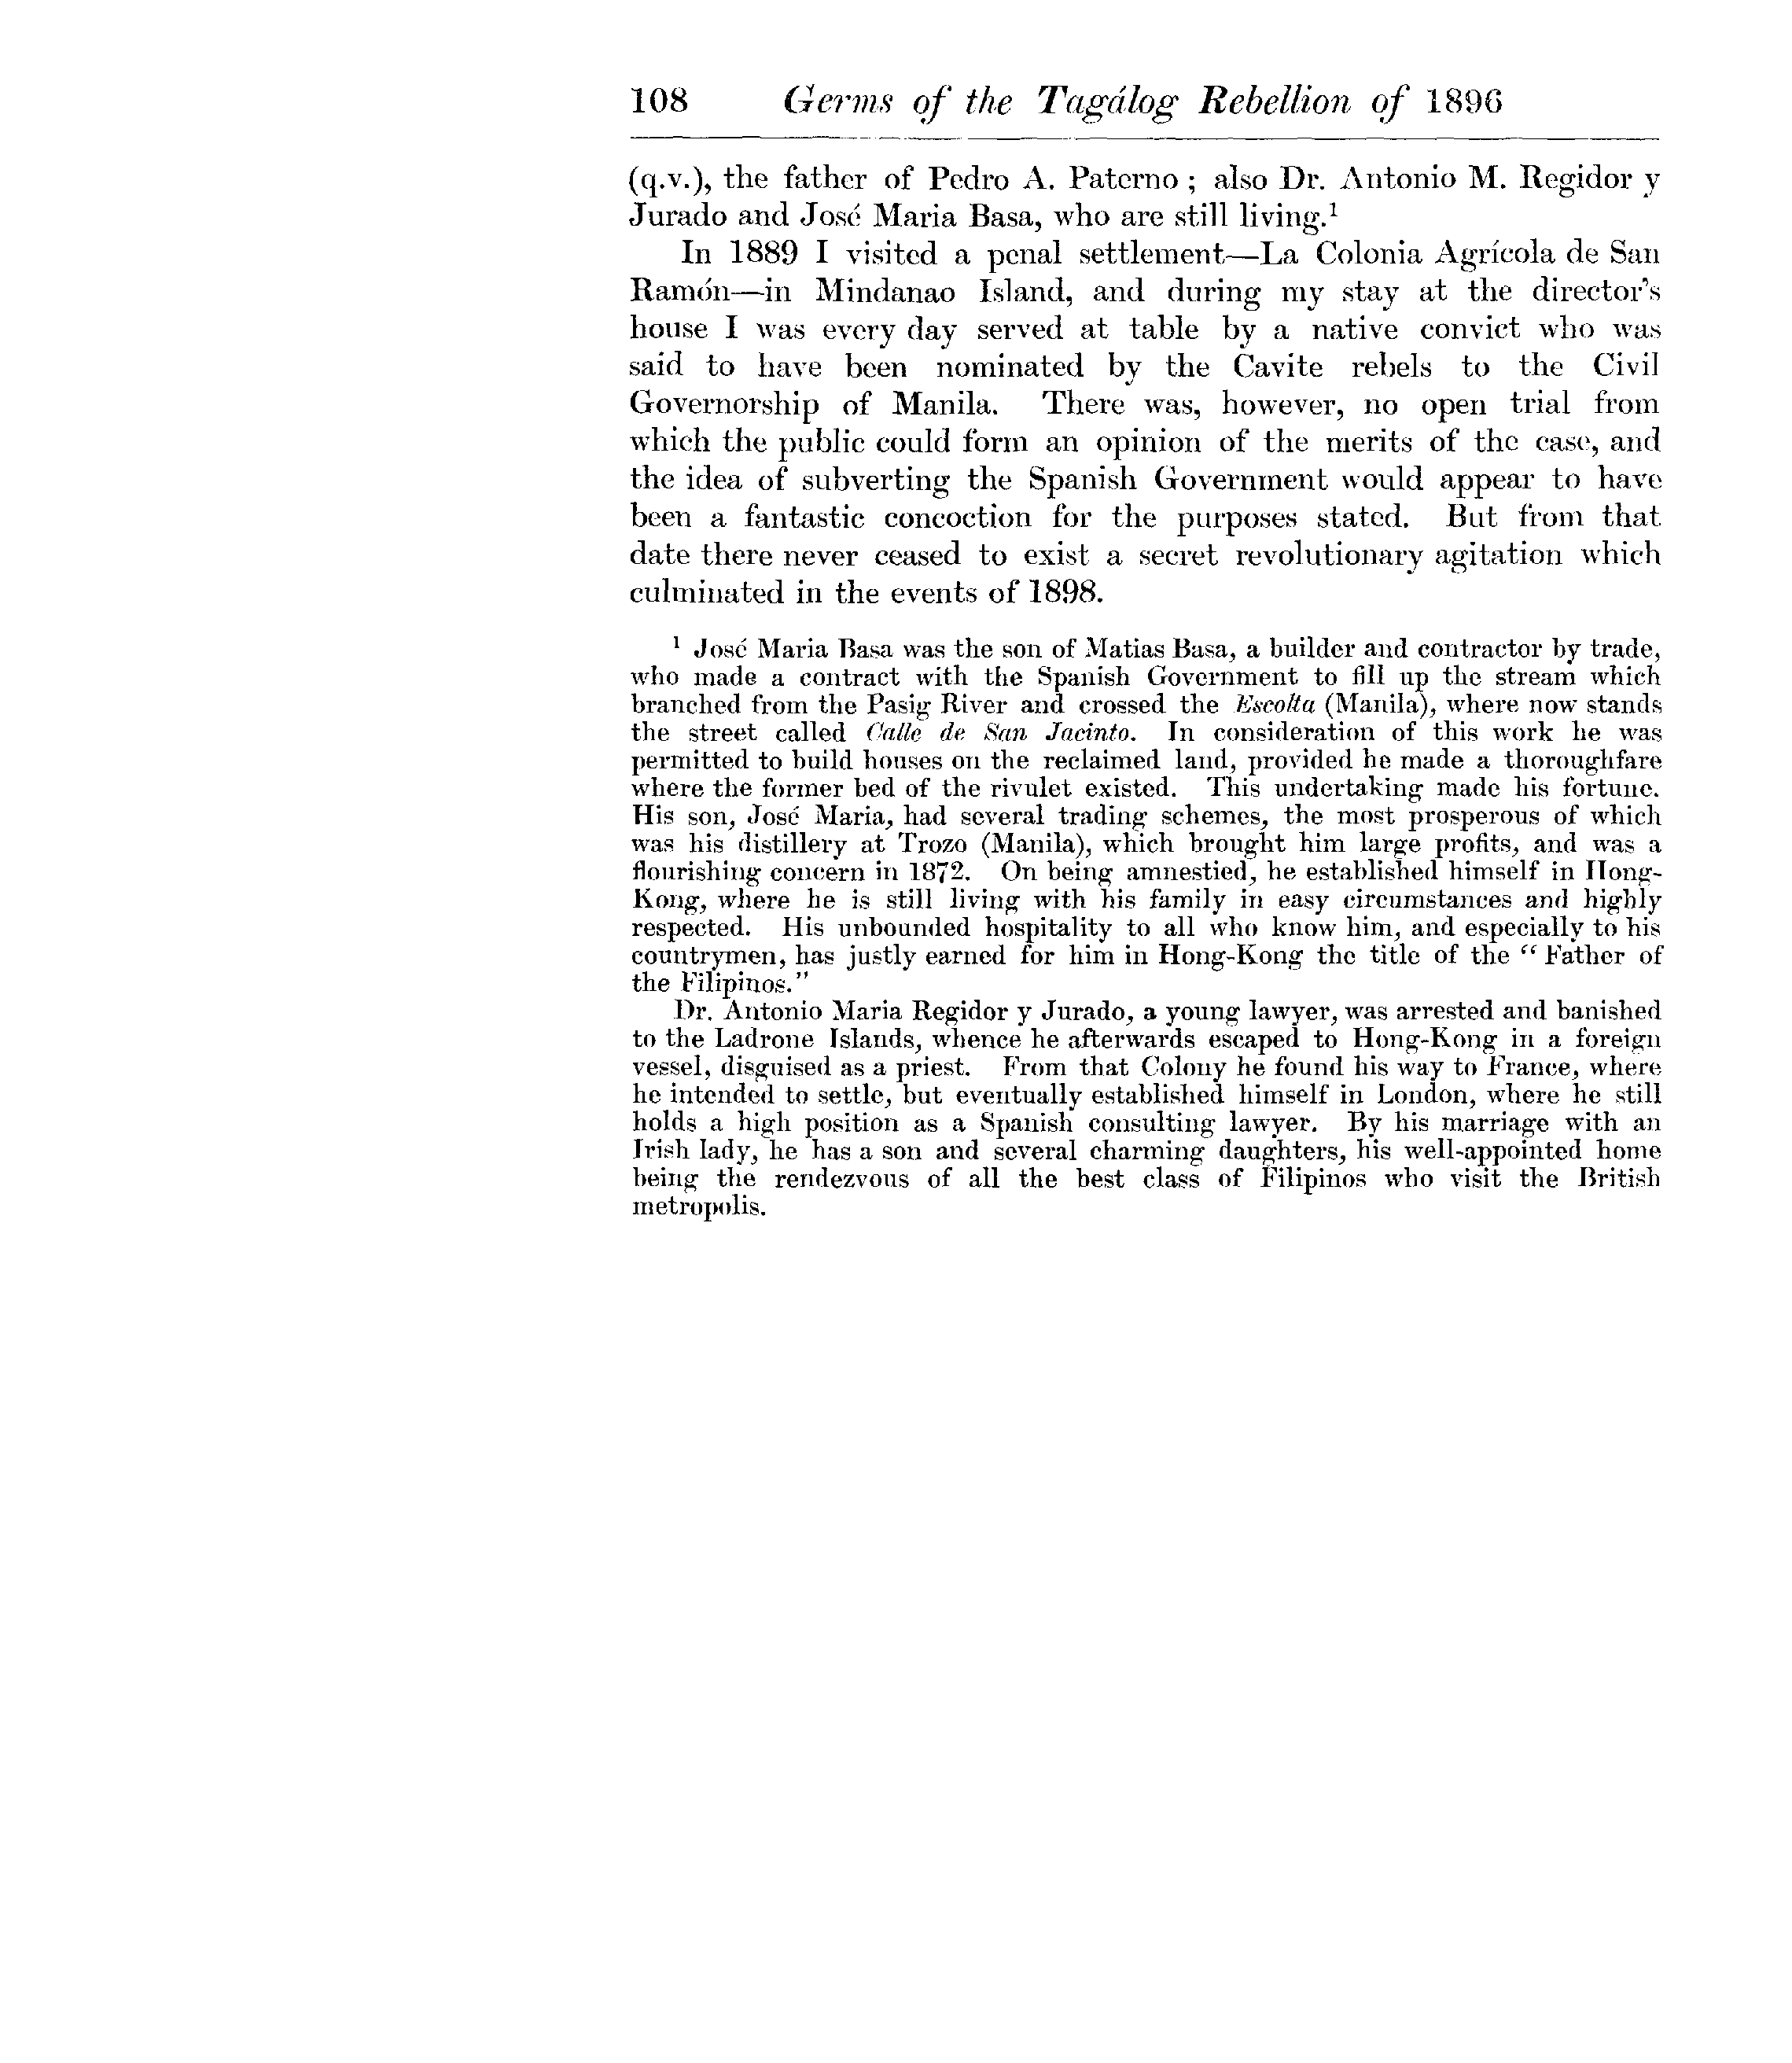 108 Germs of the Tagálog Rebellion of 1896
(q.v.), the father of Pedro A. Paterno ; also Dr. Antonio M. Regidor y
Jurado and José Maria Basa, who are still living.¹
In 1889 I visited a penal settlement—La Colonia Agrícola de San
Ramón—in Mindanao Island, and during my stay at the director's
house I was every day served at table by a native convict who was
said to have been nominated by the Cavite rebels to the Civil
Governorship of Manila. There was, however, no open trial from
which the public could form an opinion of the merits of the case, and
the idea of subverting the Spanish Government would appear to have
been a fantastic concoction for the purposes stated. But from that
date there never ceased to exist a secret revolutionary agitation which
culminated in the events of 1898.
¹ José Maria Basa was the son of Matias Basa, a builder and contractor by trade,
who made a contract with the Spanish Government to fill up the stream which
branched from the Pasig River and crossed the Escolta (Manila), where now stands
the street called Calle de San Jacinto. In consideration of this work he was
permitted to build houses on the reclaimed land, provided he made a thoroughfare
where the former bed of the rivulet existed. This undertaking made his fortune.
His son, José Maria, had several trading schemes, the most prosperous of which
was his distillery at Trozo (Manila), which brought him large profits, and was a
flourishing concern in 1872. On being amnestied, he established himself in Hong-
Kong, where he is still living with his family in easy circumstances and highly
respected. His unbounded hospitality to all who know him, and especially to his
countrymen, has justly earned for him in Hong-Kong the title of the “ Father of
the Filipinos.”
Dr. Antonio Maria Regidor y Jurado, a young lawyer, was arrested and banished
to the Ladrone Islands, whence he afterwards escaped to Hong-Kong in a foreign
vessel, disguised as a priest. From that Colony he found his way to France, where
he intended to settle, but eventually established himself in London, where he still
holds a high position as a Spanish consulting lawyer. By his marriage with an
Irish lady, he has a son and several charming daughters, his well-appointed home
being the rendezvous of all the best class of Filipinos who visit the British
metropolis.